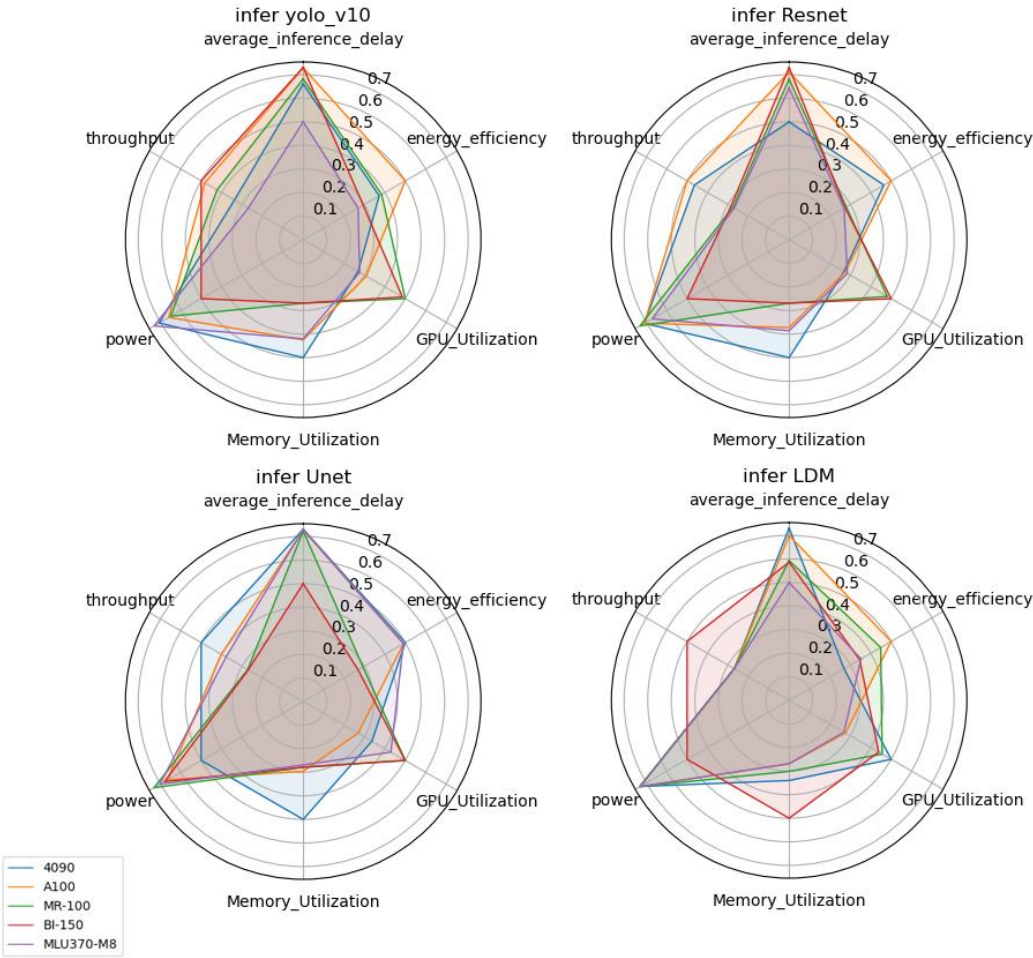 infer yolo_v10
average_inference_delay
0.7
0.6
0.5
0.4
0.3
0.2
0.1
throughput
energy_efficiency
power
GPU_Utilization
Memory_Utilization
infer Resnet
average_inference_delay
0.7
0.6
0.5
0.4
0.3
0.2
0.1
throughput
energy_efficiency
power
GPU_Utilization
Memory_Utilization
infer Unet
average_inference_delay
0.7
0.6
0.5
0.4
0.3
0.2
0.1
throughput
energy_efficiency
power
GPU_Utilization
Memory_Utilization
infer LDM
average_inference_delay
0.7
0.6
0.5
0.4
0.3
0.2
0.1
throughput
energy_efficiency
power
GPU_Utilization
Memory_Utilization
4090
A100
MR-100
BI-150
MLU370-M8